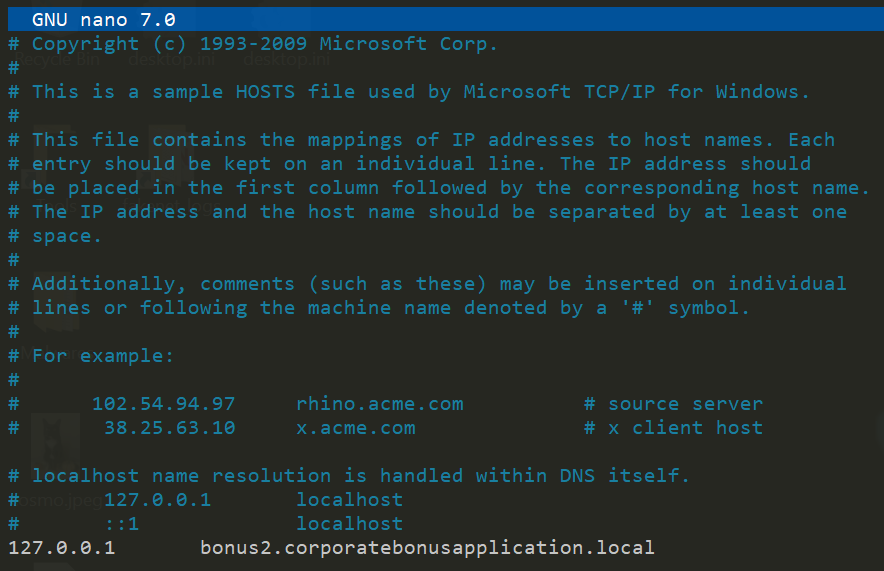 GNU nano 7.0
# Copyright (c) 1993-2009 Microsoft Corp.
#
# This is a sample HOSTS file used by Microsoft TCP/IP for Windows.
#
# This file contains the mappings of IP addresses to host names. Each
# entry should be kept on an individual line. The IP address should
# be placed in the first column followed by the corresponding host name.
# The IP address and the host name should be separated by at least one
# space.
#
# Additionally, comments (such as these) may be inserted on individual
# lines or following the machine name denoted by a '#' symbol.
#
# For example:
#
#      102.54.94.97     rhino.acme.com          # source server
#       38.25.63.10     x.acme.com              # x client host

# localhost name resolution is handled within DNS itself.
#       127.0.0.1       localhost
#       ::1             localhost
127.0.0.1       bonus2.corporatebonusapplication.local